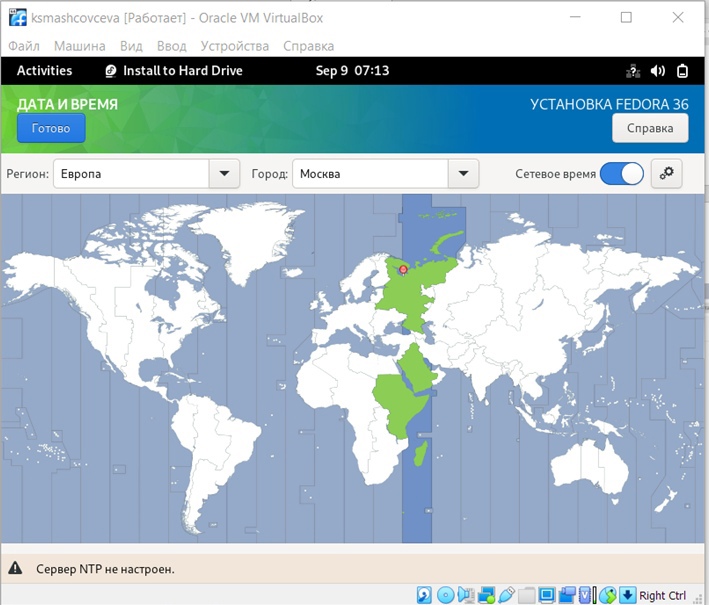 ksmashcovceva [Работает] - Oracle VM VirtualBox
Файл Машина Вид Ввод Устройства Справка
Activities Install to Hard Drive Sep 9 07:13
ДАТА И ВРЕМЯ УСТАНОВКА FEDORA 36
Готово Справка
Регион: Европа Город: Москва Сетевое время
Сервер NTP не настроен.
Right Ctrl